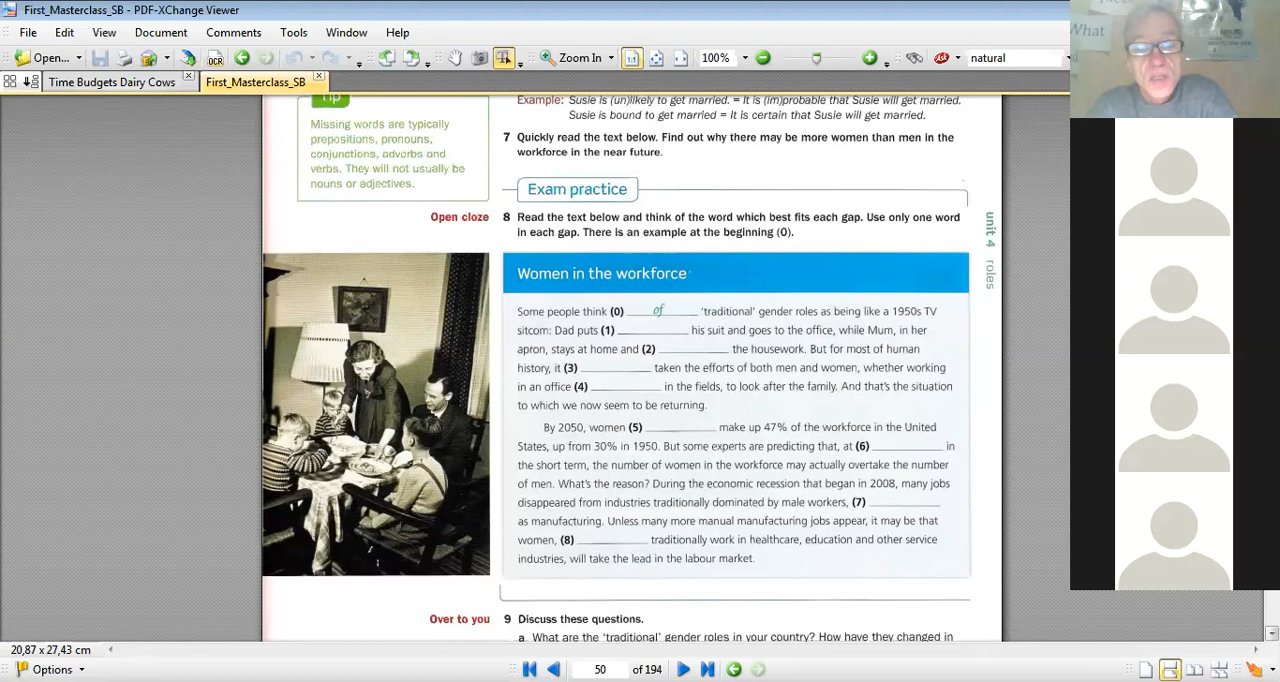 First_Masterclass_SB - PDF-XChange Viewer
File View Document Comments Tools Window Help
Open... OCR Zoom In 100% natural
Time Budgets Dairy Cows First_Masterclass_SB
Tip
Missing words are typically
prepositions, pronouns,
conjunctions, adverbs and
verbs. They will not usually be
nouns or adjectives.
Example: Susie is (un)likely to get married. = It is (im)probable that Susie will get married.
Susie is bound to get married = It is certain that Susie will get married.
7 Quickly read the text below. Find out why there may be more women than men in the
workforce in the near future.
Exam practice
Open cloze 8 Read the text below and think of the word which best fits each gap. Use only one word
in each gap. There is an example at the beginning (0).
unit 4 roles
Women in the workforce
Some people think (0) of 'traditional' gender roles as being like a 1950s TV
sitcom: Dad puts (1) his suit and goes to the office, while Mum, in her
apron, stays at home and (2) the housework. But for most of human
history, it (3) taken the efforts of both men and women, whether working
in an office (4) in the fields, to look after the family. And that's the situation
to which we now seem to be returning.
By 2050, women (5) make up 47% of the workforce in the United
States, up from 30% in 1950. But some experts are predicting that, at (6) in
the short term, the number of women in the workforce may actually overtake the number
of men. What's the reason? During the economic recession that began in 2008, many jobs
disappeared from industries traditionally dominated by male workers, (7)
as manufacturing. Unless many more manual manufacturing jobs appear, it may be that
women, (8) traditionally work in healthcare, education and other service
industries, will take the lead in the labour market.
Over to you 9 Discuss these questions.
a What are the 'traditional' gender roles in your country? How have they changed in
20,87 x 27,43 cm
Options 50 of 194
What